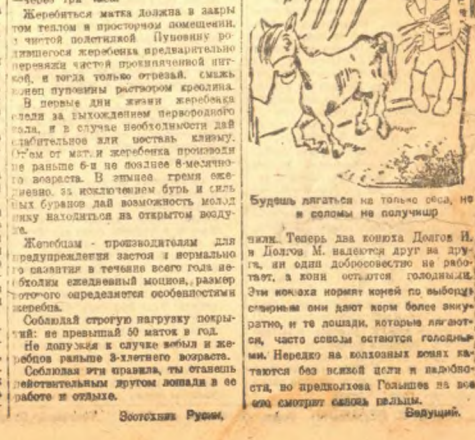 Жеребиться матка должна в закры
том теплом и просторном помещении,
чистой подстилкой Пуповину ро
лившегося жеребенка предварительно
перевяжи чистой прокипяченной нит
кой, и тогда только отрезай, смажь
конец пуповины раствором креолина.
В первые дни жизни жеребенка
следи за выхождением первородного
кала, и в случае необходимости дай
слабительное или поставь клизму.
Отъем от матки жеребенка производи
не раньше 6-и не позднее 8-месячно-
го возраста. В зимнее время еже-
дневно, за исключением бурь и силь
ных буранов дай возможность молод
няку находиться на открытом возду-
хе.
Жеребцам-производителям для
предупреждения застоя и нормально
го в течение всего года не-
обходим ежедневный моцион, размер
которого определяется особенностями
жеребца.
Соблюдай строгую нагрузку покры-
тий: не превышай 50 маток в год.
Не допускай к случке кобыл и же-
ребцов раньше 3-хлетнего возраста.
Соблюдая эти правила, ты станешь
действительным другом лошади в ее
работе и отдыхе.
Зоотехник Русин,
Будешь лягаться не только сена, но
и соломы не получишь
Теперь два конюха Долгов И.
и Долгов М. надеются друг на дру-
га, ни один добросовестно не рабо-
тает, а кони остаются голодными.
Эти конюха кормят коней по выбору:
смирным они дают корм более акку-
ратно, и те лошади, которые лягают-
ся, часто совсем остаются голодны-
ми. Нередко на колхозных конях ка-
таются без всякой цели и надобно-
сти, но предколхоза Голышев на все
это смотрит сквозь пальцы.
Ведущий.